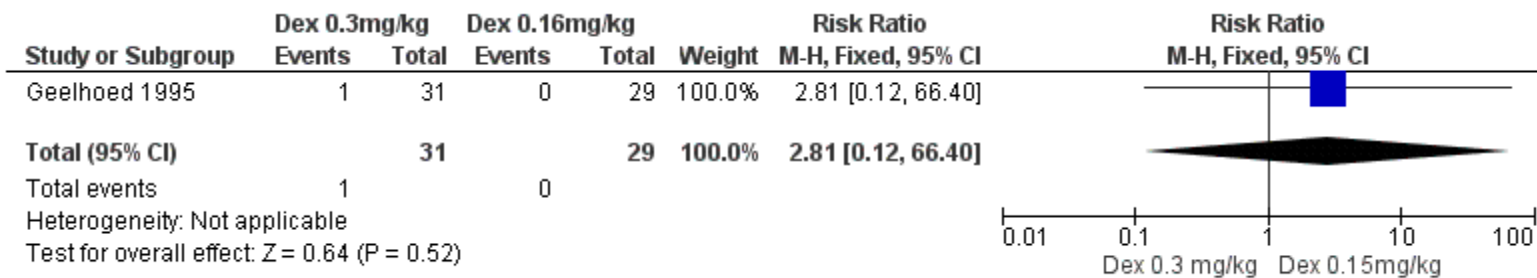 Dex 0.3mg/kg Dex 0.16mg/kg Risk Ratio Risk Ratio
Study or Subgroup Events Total Events Total Weight M-H, Fixed, 95% CI M-H, Fixed, 95% CI
Geelhoed 1995 1 31 0 29 100.0% 2.81 [0.12, 66.40]
Total (95% CI) 31 29 100.0% 2.81 [0.12, 66.40]
Total events 1 0
Heterogeneity: Not applicable
Test for overall effect: Z = 0.64 (P = 0.52)
0.01 0.1 1 10 100
Dex 0.3 mg/kg Dex 0.15mg/kg